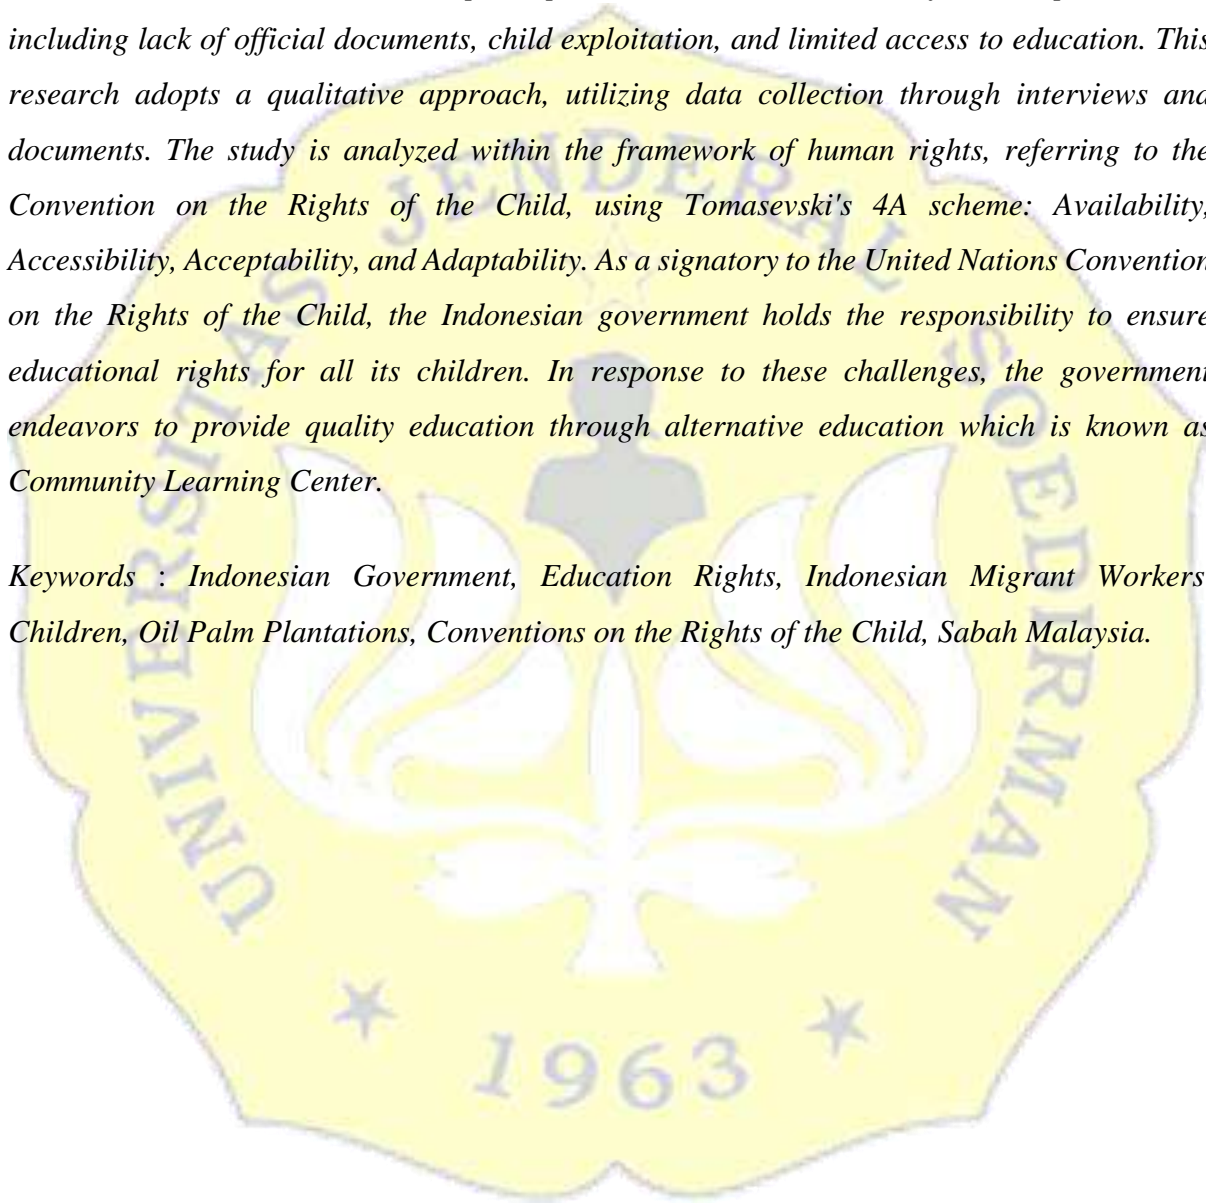 including lack of official documents, child exploitation, and limited access to education. This
research adopts a qualitative approach, utilizing data collection through interviews and
documents. The study is analyzed within the framework of human rights, referring to the
Convention on the Rights of the Child, using Tomasevski's 4A scheme: Availability,
Accessibility, Acceptability, and Adaptability. As a signatory to the United Nations Convention
on the Rights of the Child, the Indonesian government holds the responsibility to ensure
educational rights for all its children. In response to these challenges, the government
endeavors to provide quality education through alternative education which is known as
Community Learning Center.
Keywords : Indonesian Government, Education Rights, Indonesian Migrant Workers
Children, Oil Palm Plantations, Conventions on the Rights of the Child, Sabah Malaysia.
UNIVERSITAS JENDERAL SOEDIRMAN
1963